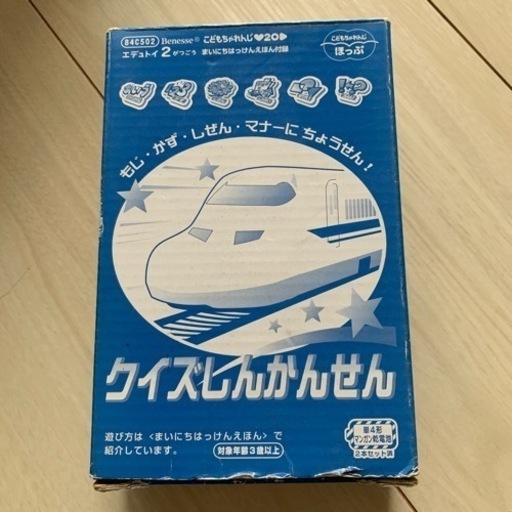 84C502 Benesse® こどもちゃれんじ♥20▶
エデュトイ2がつごう まいにちはっけんえほん付録
こどもちゃれんじ
ほっぷ
もじ・かず・しぜん・マナーに ちょうせん!
クイズしんかんせん
遊び方は<まいにちはっけんえほん>で
紹介しています。
対象年齢3歳以上
単4形
マンガン乾電池
2本セット済